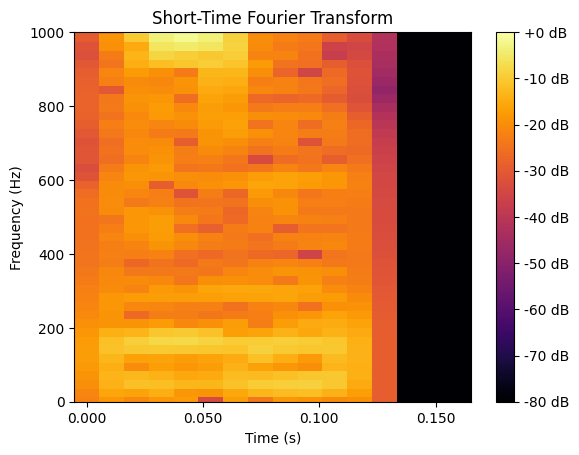 Short-Time Fourier Transform
1000
800
600
400
200
0
Frequency (Hz)
0.000
0.050
0.100
0.150
Time (s)
+0 dB
-10 dB
-20 dB
-30 dB
-40 dB
-50 dB
-60 dB
-70 dB
-80 dB